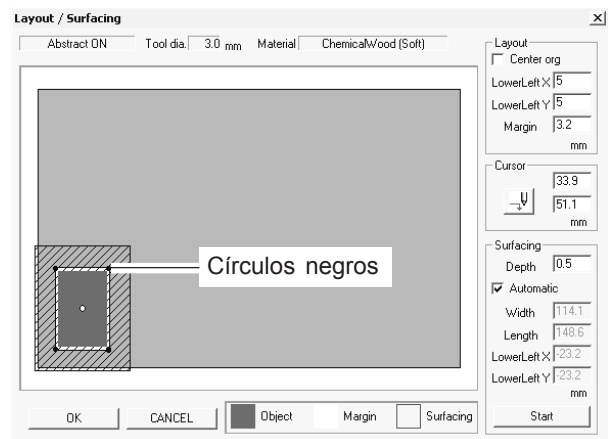 Layout / Surfacing
Abstract ON Tool dia. 3.0 mm Material ChemicalWood (Soft)
Layout
Center org
LowerLeft X 5
LowerLeft Y 5
Margin 3.2
mm
Cursor
33.9
51.1
mm
Círculos negros
Surfacing
Depth 0.5
Automatic
Width 114.1
Length 148.6
LowerLeft X -23.2
LowerLeft Y -23.2
mm
OK CANCEL Object Margin Surfacing Start